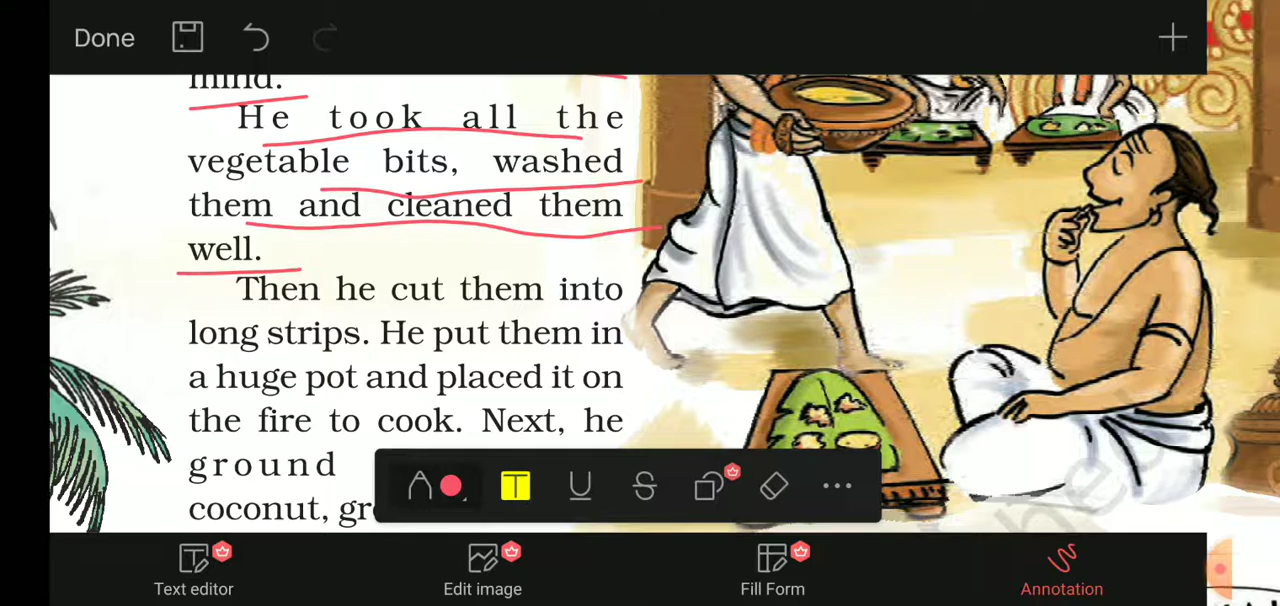 Done
mind.
He took all the
vegetable bits, washed
them and cleaned them
well.
Then he cut them into
long strips. He put them in
a huge pot and placed it on
the fire to cook. Next, he
ground
coconut,
T U S
Text editor
Edit image
Fill Form
Annotation